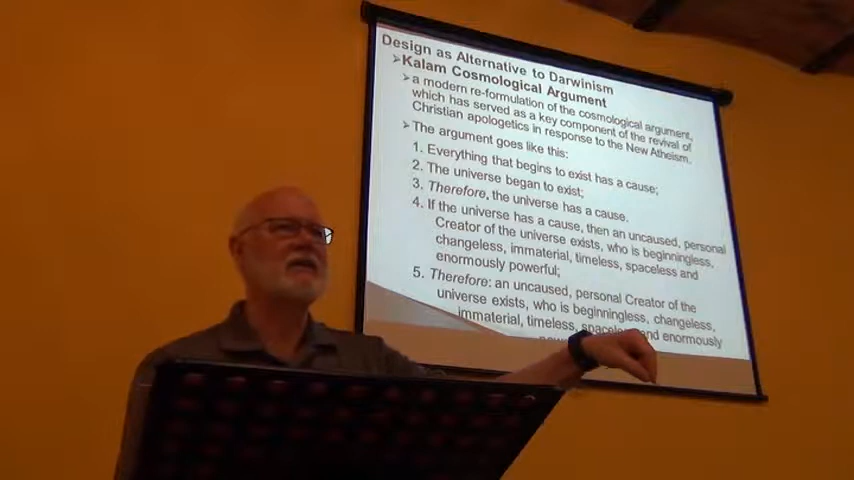 Design as Alternative to Darwinism
➢Kalam Cosmological Argument
➢a modern re-formulation of the cosmological argument,
which has served as a key component of the revival of
Christian apologetics in response to the New Atheism.
➢The argument goes like this:
1. Everything that begins to exist has a cause;
2. The universe began to exist;
3. Therefore, the universe has a cause.
4. If the universe has a cause, then an uncaused, personal
Creator of the universe exists, who is beginningless,
changeless, immaterial, timeless, spaceless and
enormously powerful;
5. Therefore: an uncaused, personal Creator of the
universe exists, who is beginningless, changeless,
immaterial, timeless, spaceless and enormously